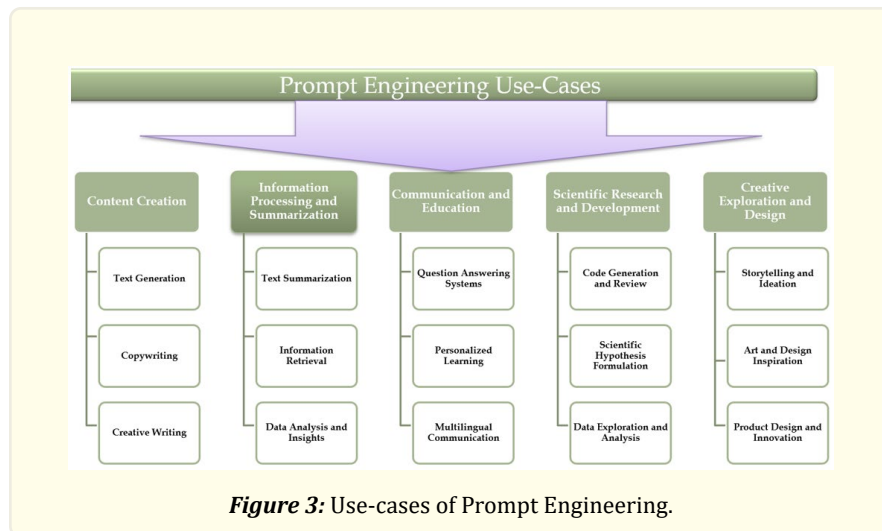 Prompt Engineering Use-Cases
Content Creation
Text Generation
Copywriting
Creative Writing
Information
Processing and
Summarization
Text Summarization
Information
Retrieval
Data Analysis and
Insights
Communication and
Education
Question Answering
Systems
Personalized
Learning
Multilingual
Communication
Scientific Research
and Development
Code Generation
and Review
Scientific
Hypothesis
Formulation
Data Exploration and
Analysis
Creative
Exploration and
Design
Storytelling and
Ideation
Art and Design
Inspiration
Product Design and
Innovation
Figure 3: Use-cases of Prompt Engineering.